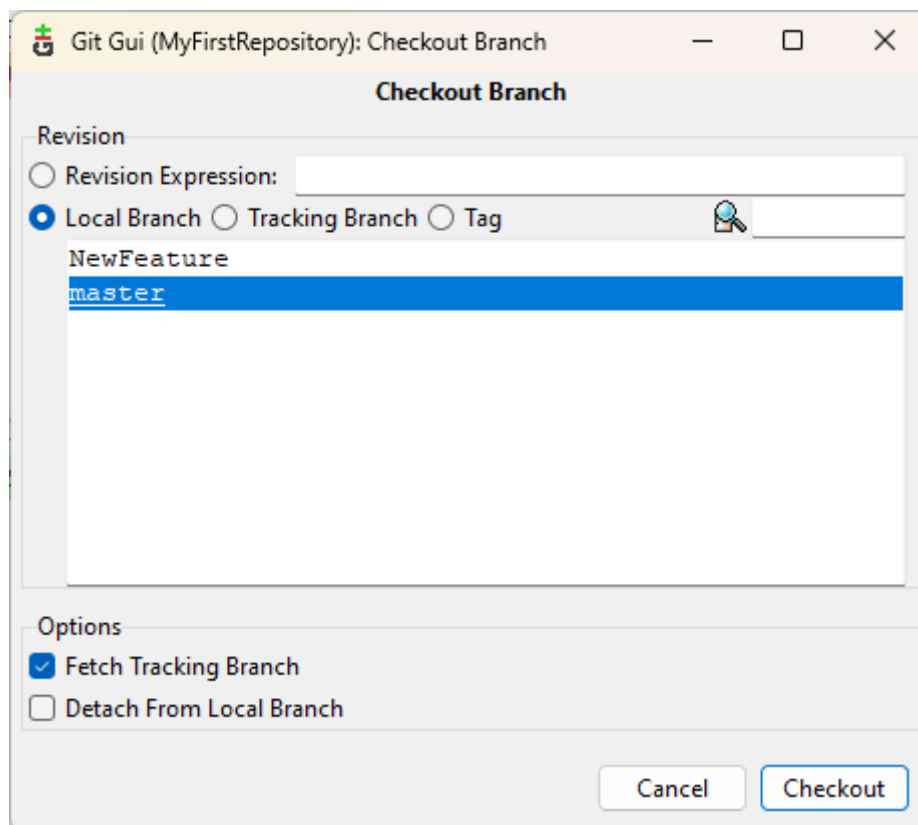 Git Gui (MyFirstRepository): Checkout Branch
Checkout Branch
Revision
Revision Expression:
Local Branch Tracking Branch Tag
NewFeature
master
Options
Fetch Tracking Branch
Detach From Local Branch
Cancel Checkout